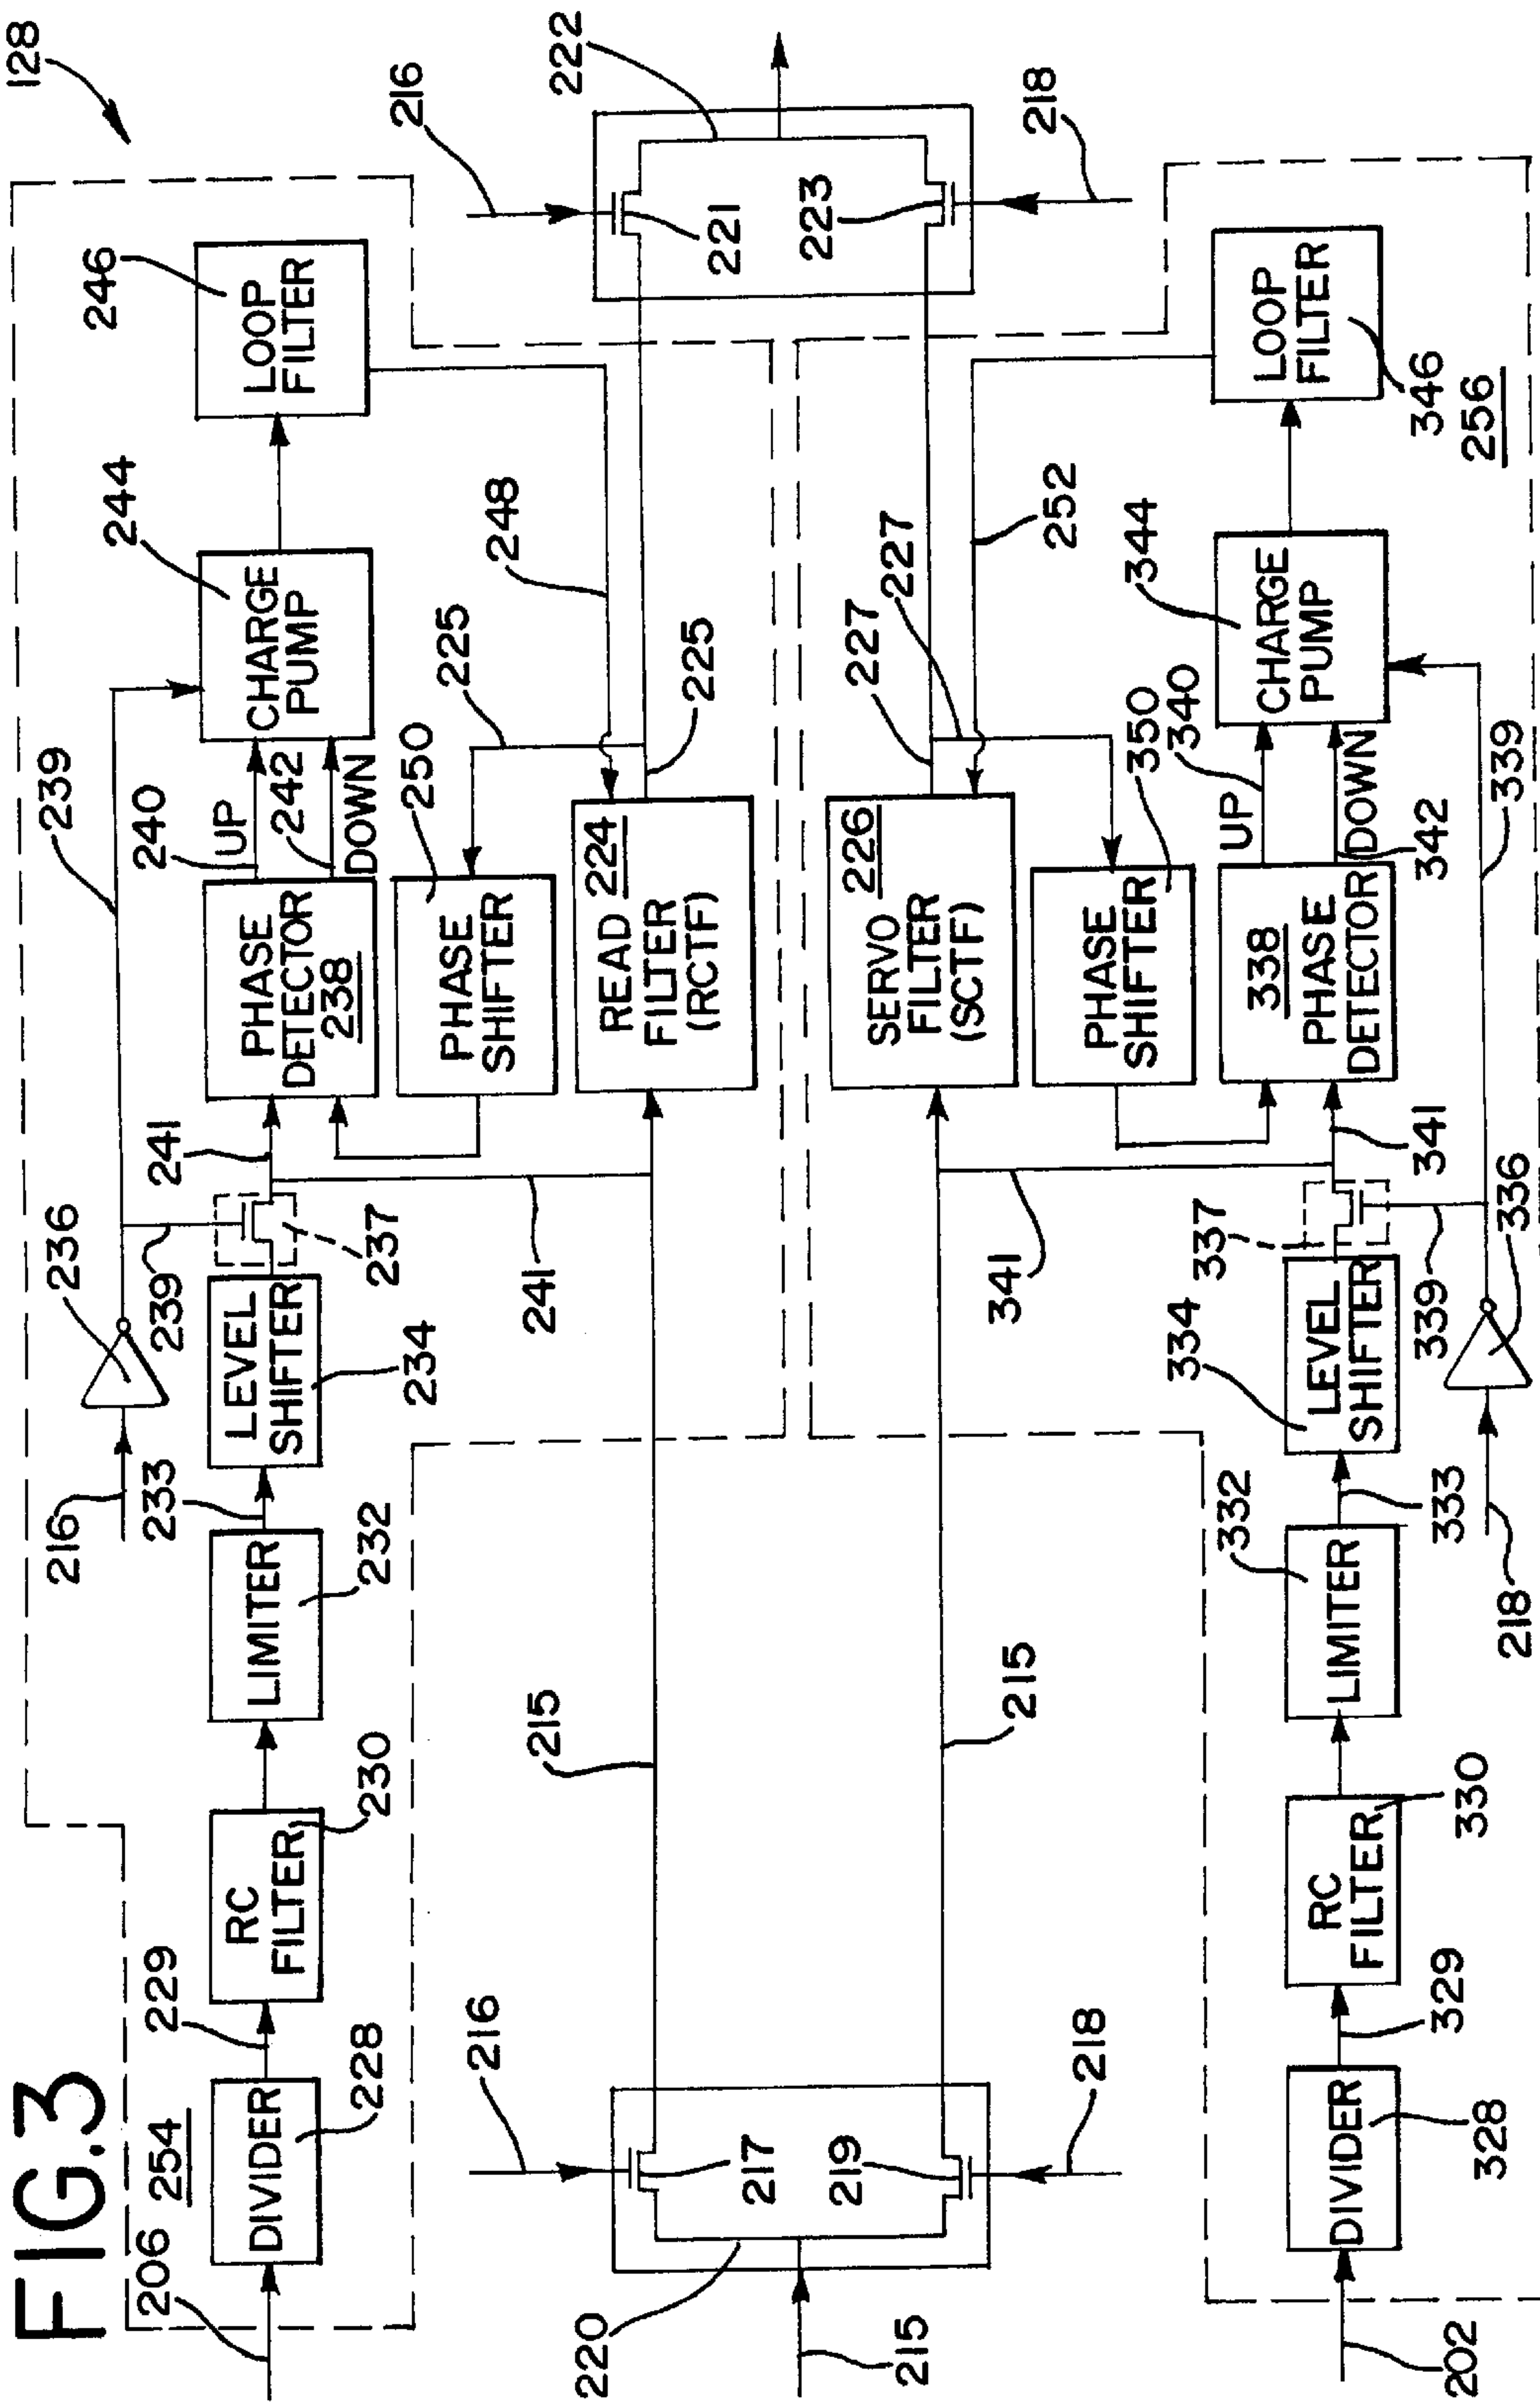 FIG.3
128
206
254
DIVIDER
228
229
RC
FILTER
230
LIMITER
232
233
LEVEL
SHIFTER
234
216
236
239
237
241
241
239
PHASE
DETECTOR
238
UP
240
242
DOWN
CHARGE
PUMP
244
LOOP
FILTER
246
PHASE
SHIFTER
250
225
248
READ
FILTER
(RCTF)
224
225
215
220
216
217
219
218
215
215
216
222
221
223
218
SERVO
FILTER
(SCTF)
226
227
227
252
PHASE
SHIFTER
350
341
202
DIVIDER
328
329
RC
FILTER
330
LIMITER
332
333
LEVEL
SHIFTER
334
337
218
336
339
341
338
PHASE
DETECTOR
UP
340
DOWN
342
339
CHARGE
PUMP
344
LOOP
FILTER
346
256